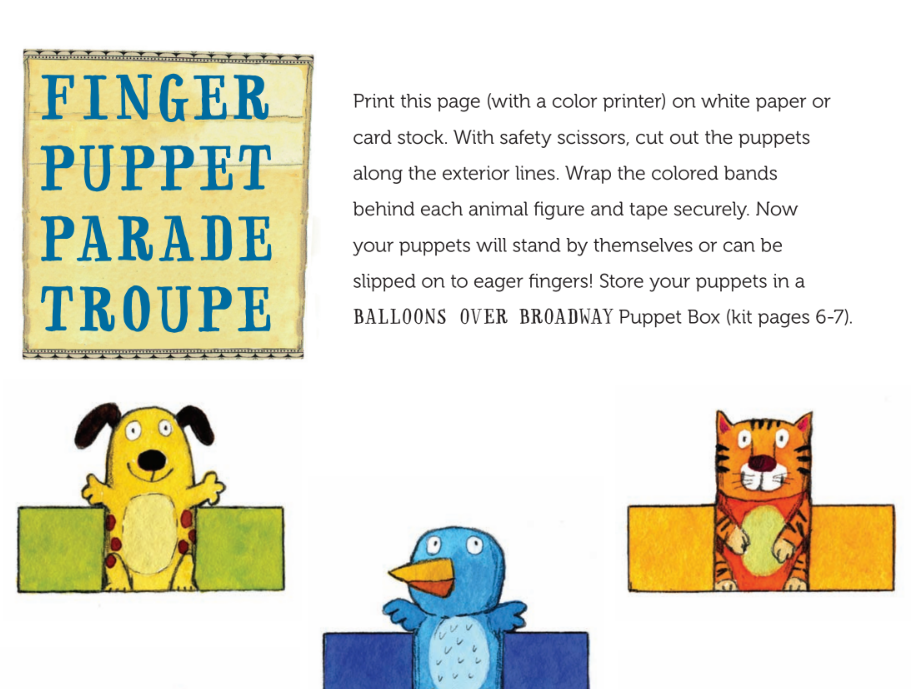 FINGER
PUPPET
PARADE
TROUPE
Print this page (with a color printer) on white paper or
card stock. With safety scissors, cut out the puppets
along the exterior lines. Wrap the colored bands
behind each animal figure and tape securely. Now
your puppets will stand by themselves or can be
slipped on to eager fingers! Store your puppets in a
BALLOONS OVER BROADWAY Puppet Box (kit pages 6-7).